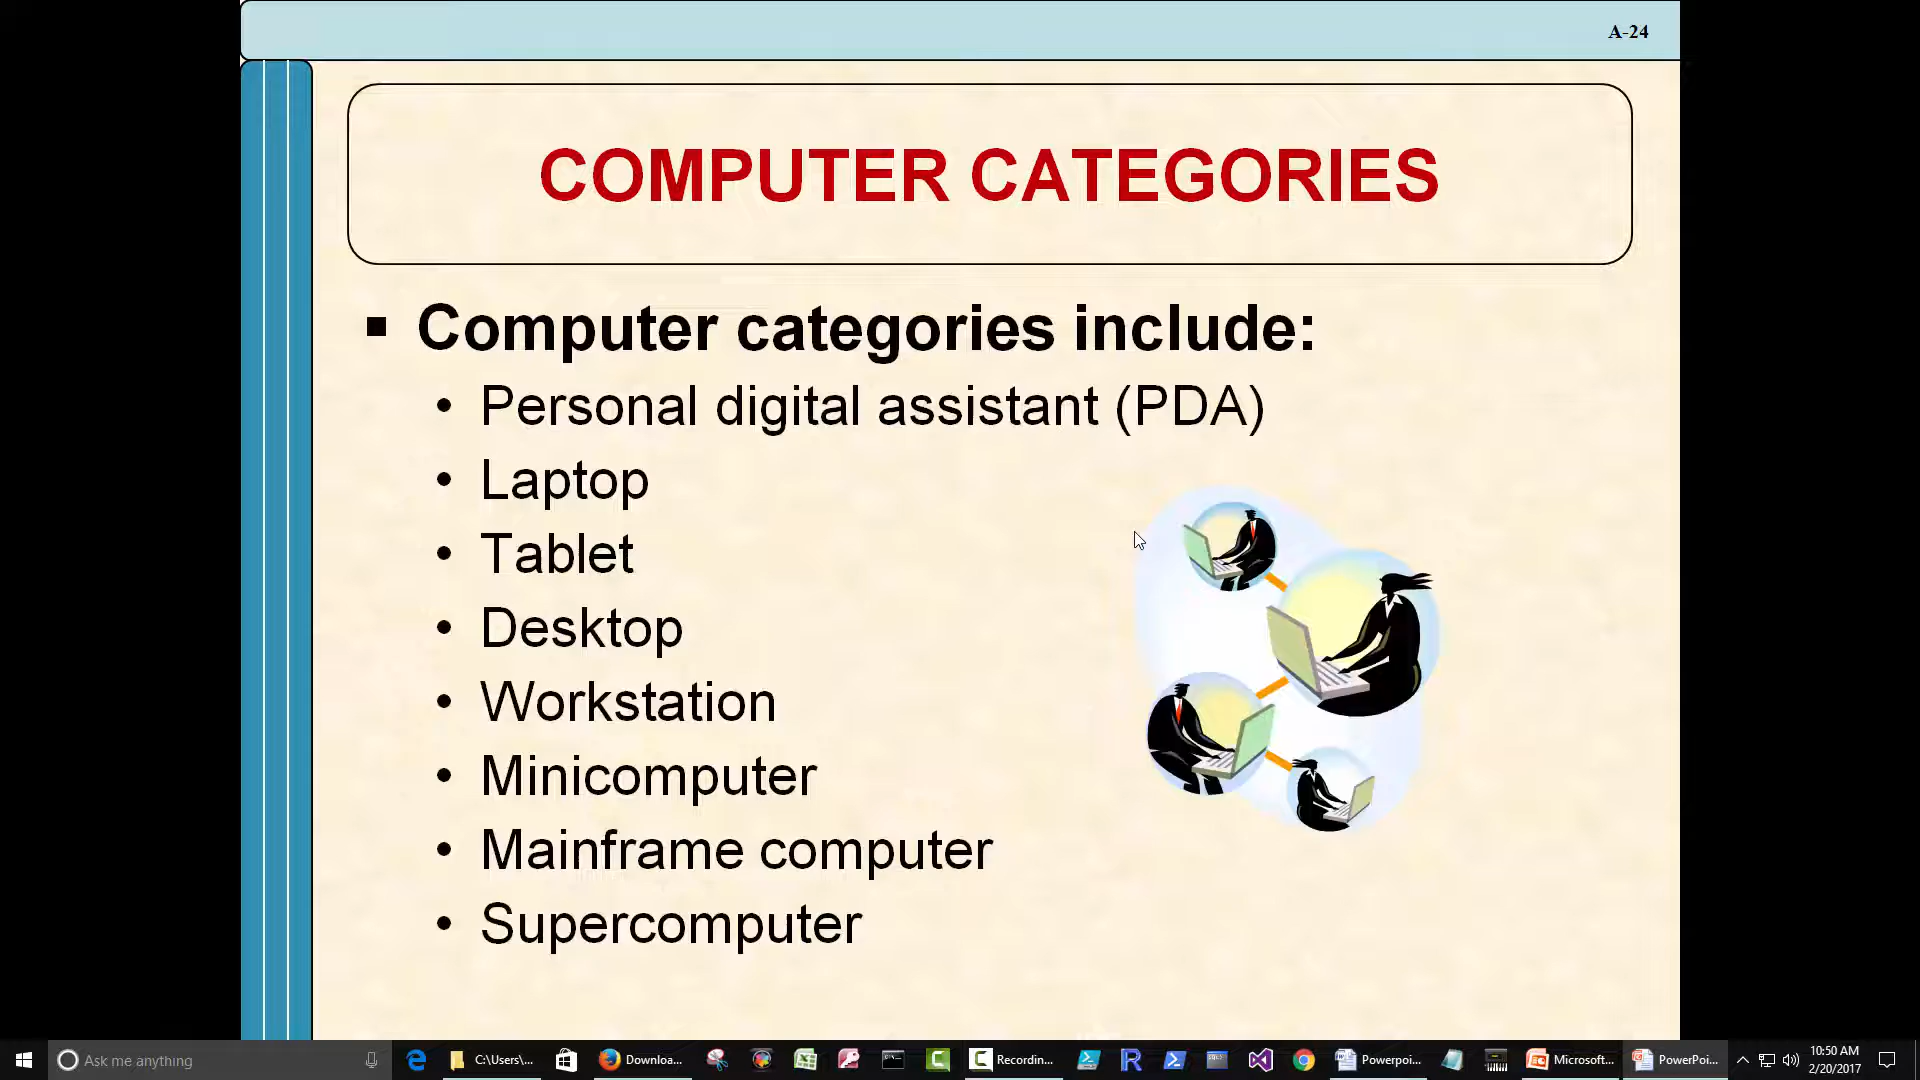 A-24
COMPUTER CATEGORIES
▪ Computer categories include:
• Personal digital assistant (PDA)
• Laptop
• Tablet
• Desktop
• Workstation
• Minicomputer
• Mainframe computer
• Supercomputer
Ask me anything
C:\Users\...
Downloa...
Recordin...
Powerpoi...
Microsoft...
PowerPoi...
10:50 AM
2/20/2017